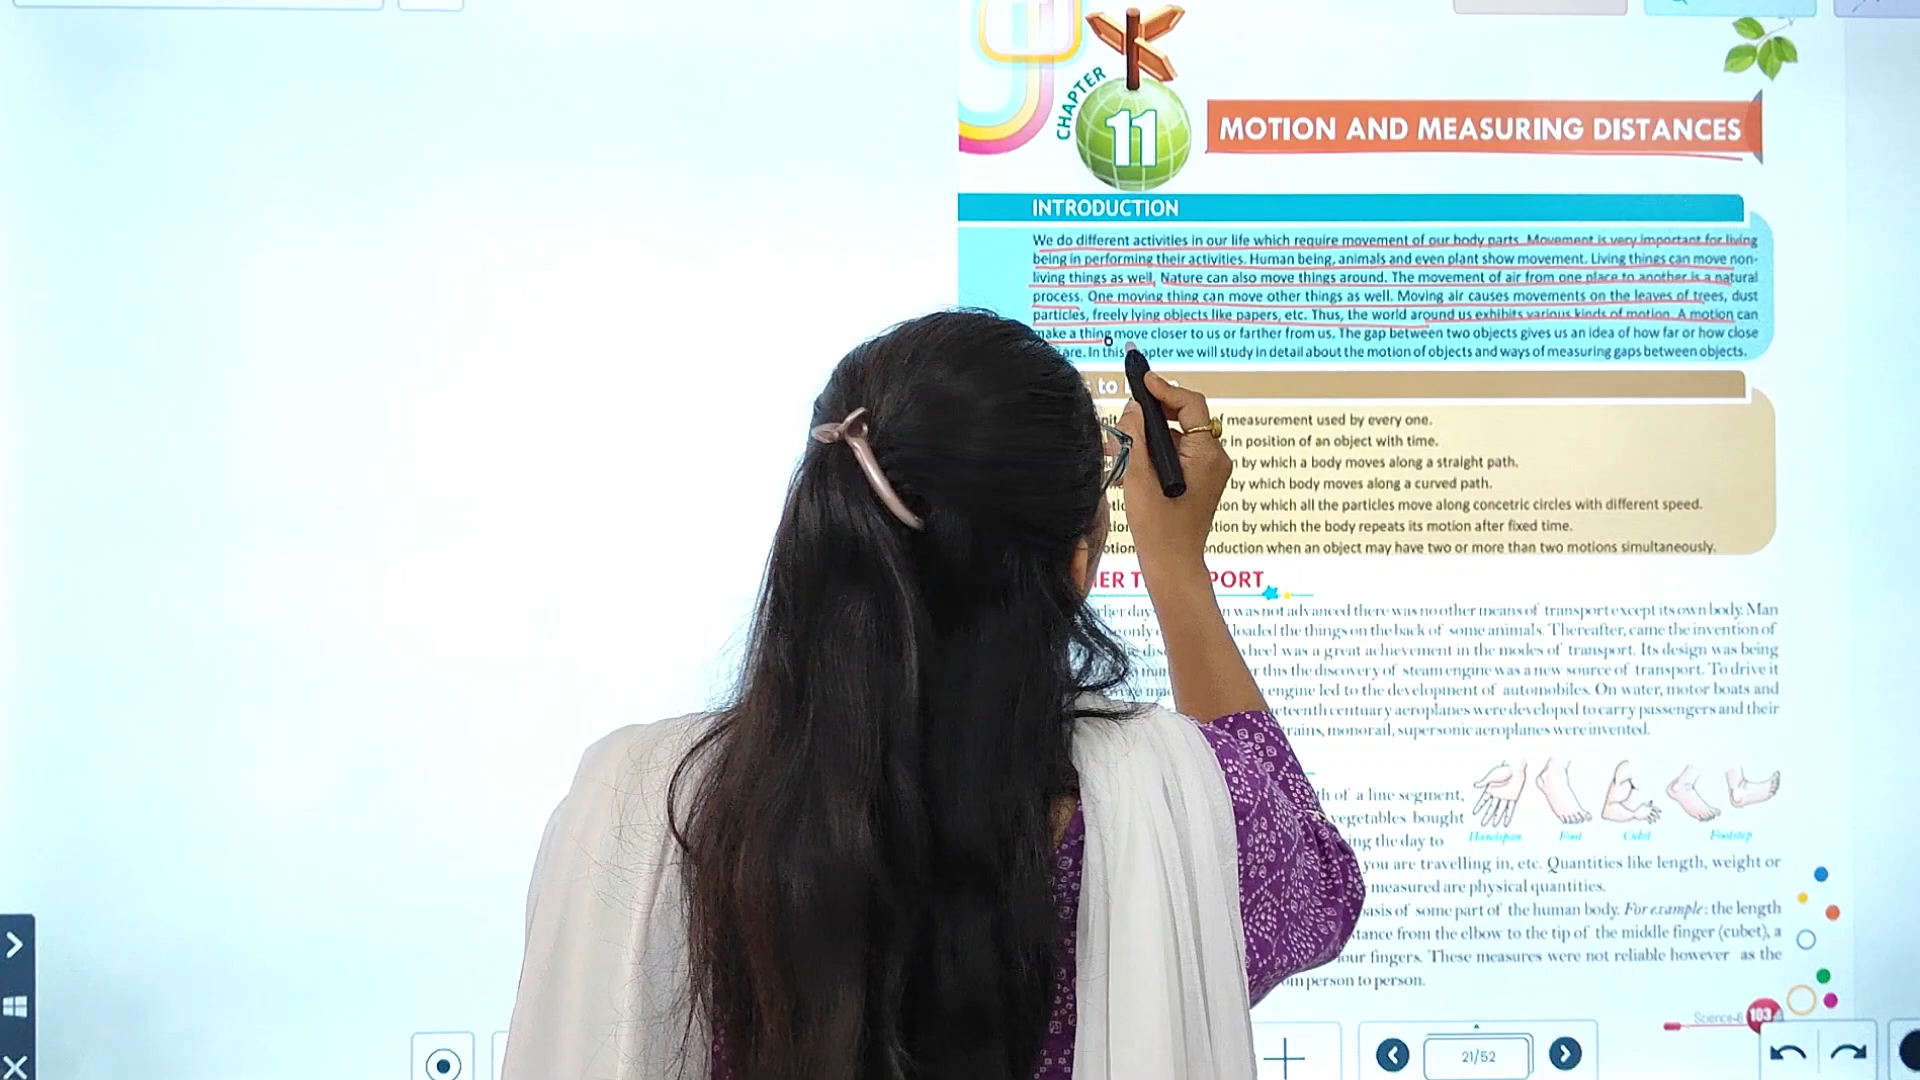 CHAPTER
11
MOTION AND MEASURING DISTANCES
INTRODUCTION
We do different activities in our life which require movement of our body parts. Movement is very important for living
being in performing their activities. Human being, animals and even plant show movement. Living things can move non-
living things as well, Nature can also move things around. The movement of air from one place to another is a natural
process. One moving thing can move other things as well. Moving air causes movements on the leaves of trees, dust
particles, freely lying objects like papers, etc. Thus, the world around us exhibits various kinds of motion. A motion can
make a thing move closer to us or farther from us. The gap between two objects gives us an idea of how far or how close
are. In this chapter we will study in detail about the motion of objects and ways of measuring gaps between objects.
to
of measurement used by every one.
in position of an object with time.
by which a body moves along a straight path.
by which body moves along a curved path.
by which all the particles move along concetric circles with different speed.
by which the body repeats its motion after fixed time.
when an object may have two or more than two motions simultaneously.
was not advanced there was no other means of transport except its own body. Man
only loaded the things on the back of some animals. Thereafter, came the invention of
wheel was a great achievement in the modes of transport. Its design was being
this the discovery of steam engine was a new source of transport. To drive it
engine led to the development of automobiles. On water, motor boats and
centuary aeroplanes were developed to carry passengers and their
monorail, supersonic aeroplanes were invented.
of a line segment,
vegetables bought
the day to
Handspan Foot Cubit Footstep
you are travelling in, etc. Quantities like length, weight or
measured are physical quantities.
of some part of the human body. For example: the length
from the elbow to the tip of the middle finger (cubet), a
four fingers. These measures were not reliable however as the
person to person.
Science-6 103
21/52